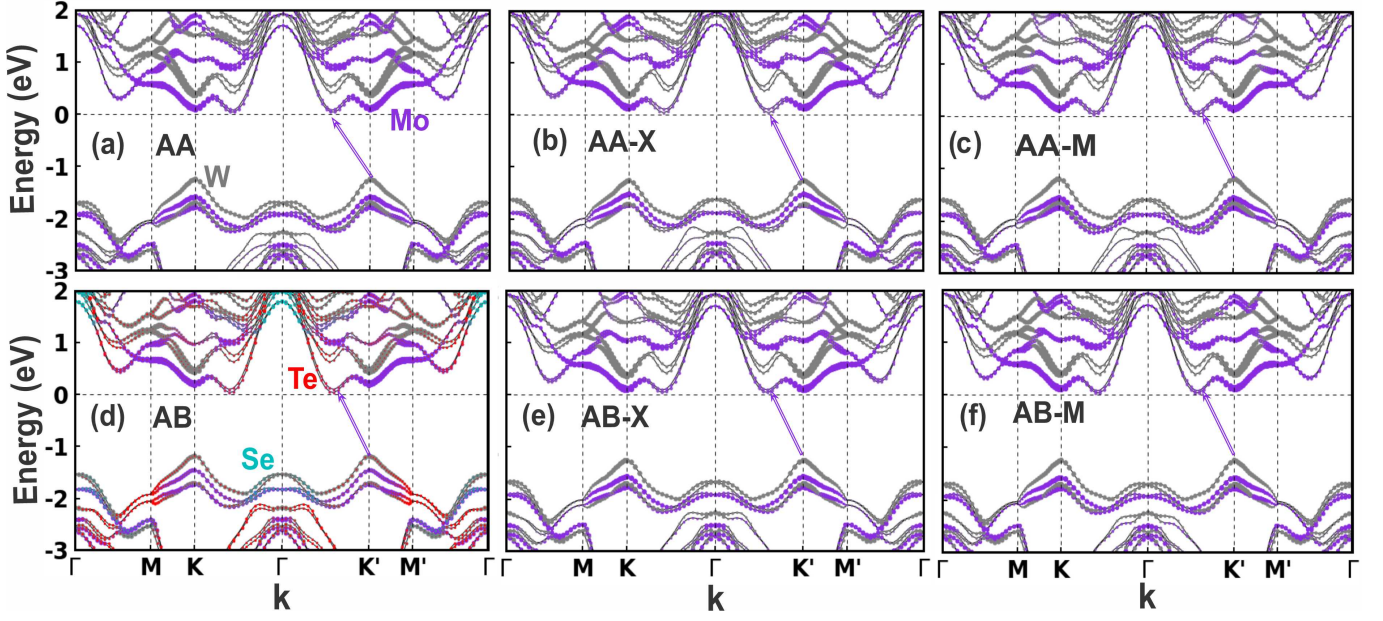 Energy (eV)
2
1
0
-1
-2
-3
(a) AA
Mo
W
(b) AA-X
(c) AA-M
Energy (eV)
2
1
0
-1
-2
-3
(d) AB
Te
Se
(e) AB-X
(f) AB-M
Γ M K Γ K' M' Γ
Γ M K Γ K' M' Γ
Γ M K Γ K' M' Γ
k
k
k